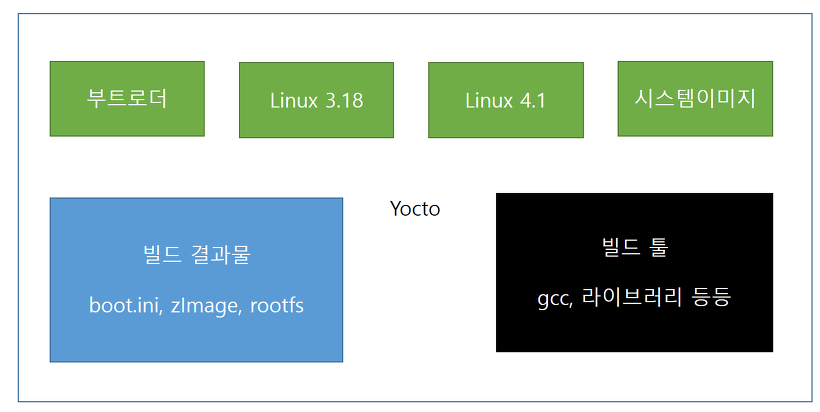 부트로더
Linux 3.18
Linux 4.1
시스템이미지
Yocto
빌드 결과물
boot.ini, zImage, rootfs
빌드 툴
gcc, 라이브러리 등등